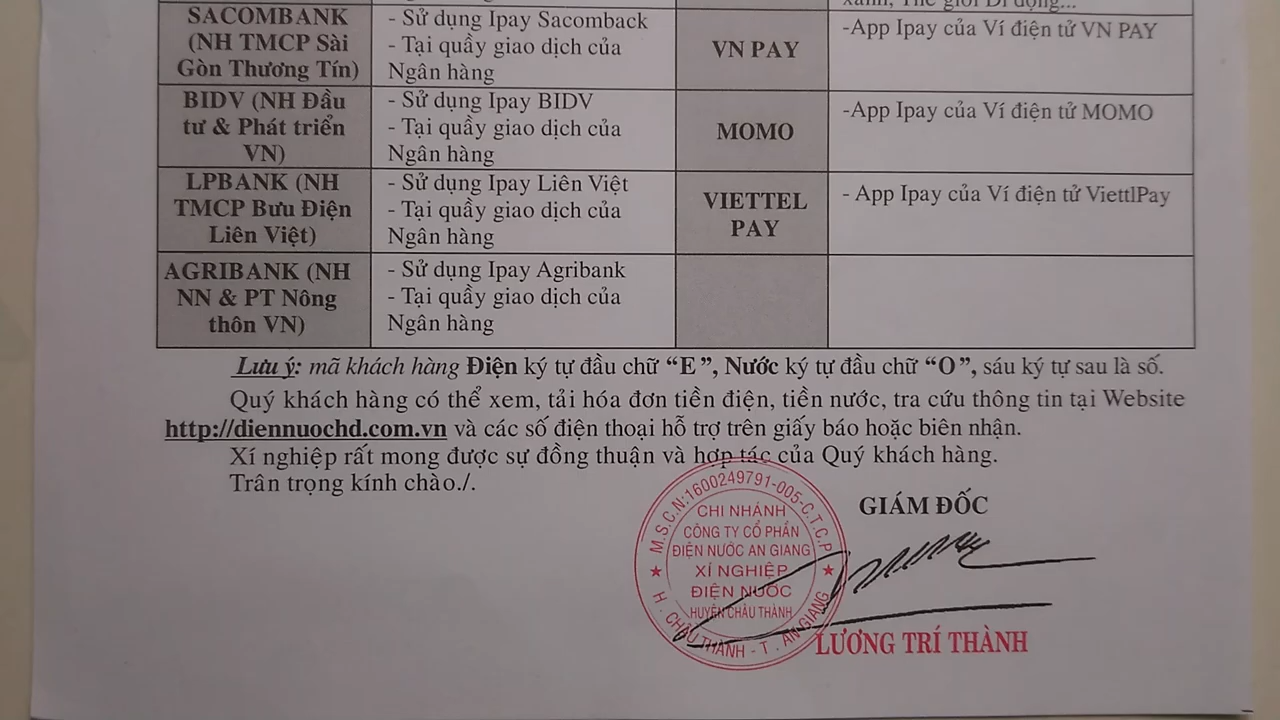 xanh, Thế giới Di động...
SACOMBANK
(NH TMCP Sài
Gòn Thương Tín)
- Sử dụng Ipay Sacomback
- Tại quầy giao dịch của
Ngân hàng
VN PAY
-App Ipay của Ví điện tử VN PAY
BIDV (NH Đầu
tư & Phát triển
VN)
- Sử dụng Ipay BIDV
- Tại quầy giao dịch của
Ngân hàng
MOMO
-App Ipay của Ví điện tử MOMO
LPBANK (NH
TMCP Bưu Điện
Liên Việt)
- Sử dụng Ipay Liên Việt
- Tại quầy giao dịch của
Ngân hàng
VIETTEL
PAY
- App Ipay của Ví điện tử ViettlPay
AGRIBANK (NH
NN & PT Nông
thôn VN)
- Sử dụng Ipay Agribank
- Tại quầy giao dịch của
Ngân hàng
Lưu ý: mã khách hàng Điện ký tự đầu chữ “E”, Nước ký tự đầu chữ “O”, sáu ký tự sau là số.
Quý khách hàng có thể xem, tải hóa đơn tiền điện, tiền nước, tra cứu thông tin tại Website
http://diennuochd.com.vn và các số điện thoại hỗ trợ trên giấy báo hoặc biên nhận.
Xí nghiệp rất mong được sự đồng thuận và hợp tác của Quý khách hàng.
Trân trọng kính chào./.
GIÁM ĐỐC
M.S.C.N:1600249791-005-C.T.C.P
CHI NHÁNH
CÔNG TY CỔ PHẦN
ĐIỆN NƯỚC AN GIANG
XÍ NGHIỆP
ĐIỆN NƯỚC
HUYỆN CHÂU THÀNH
H. CHÂU THÀNH - T. AN GIANG
LƯƠNG TRÍ THÀNH